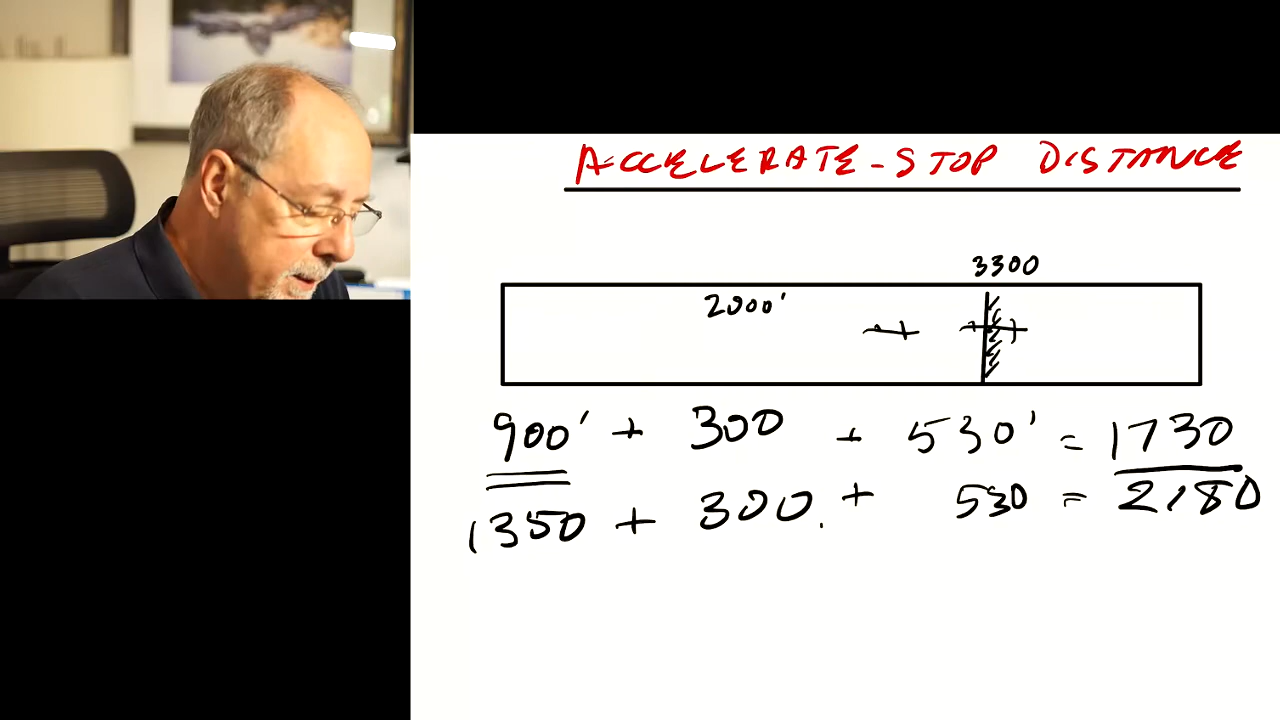 ACCELERATE-STOP DISTANCE
3300
2000'
900' + 300 + 530' = 1730
1350 + 300. + 530 = 2180